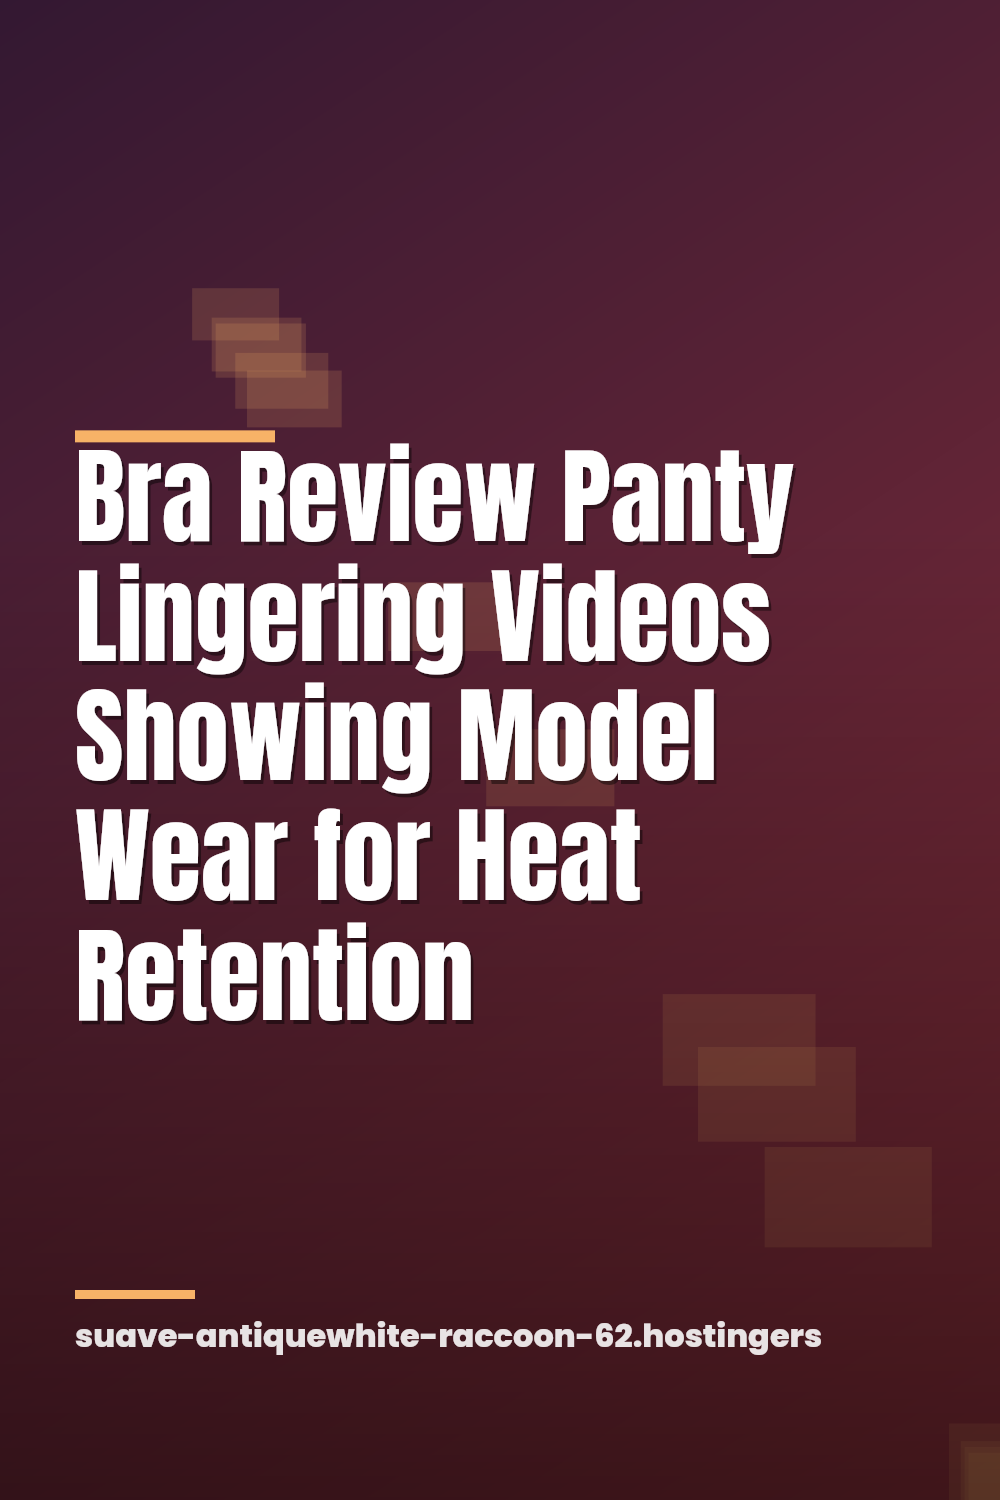 Bra Review Panty
Lingering Videos
Showing Model
Wear for Heat
Retention
suave-antiquewhite-raccoon-62.hostingers